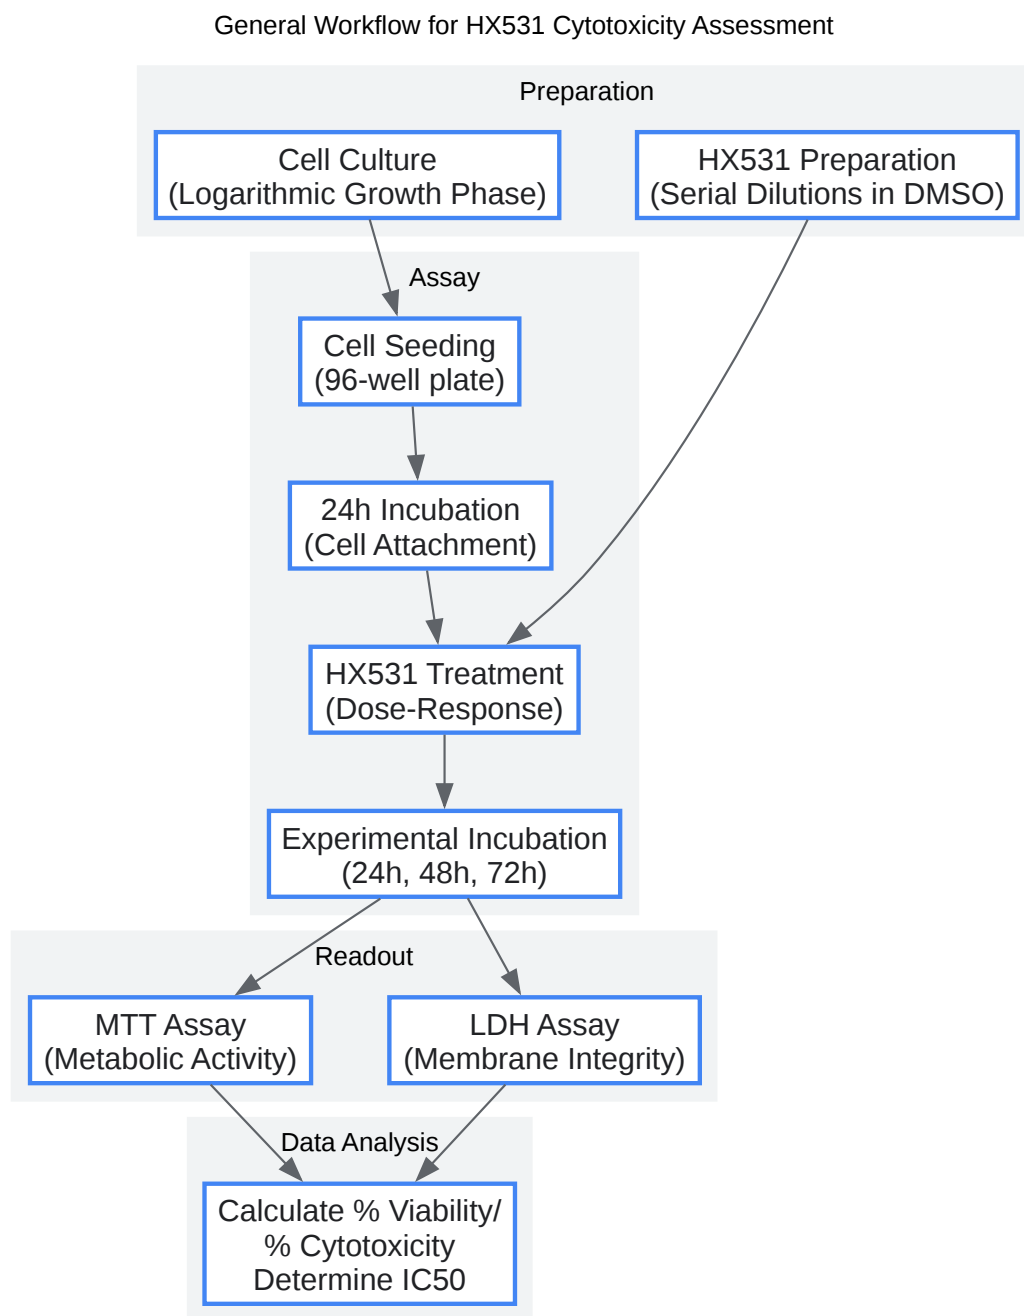 General Workflow for HX531 Cytotoxicity Assessment
Preparation
Cell Culture
(Logarithmic Growth Phase)
HX531 Preparation
(Serial Dilutions in DMSO)
Assay
Cell Seeding
(96-well plate)
24h Incubation
(Cell Attachment)
HX531 Treatment
(Dose-Response)
Experimental Incubation
(24h, 48h, 72h)
Readout
MTT Assay
(Metabolic Activity)
LDH Assay
(Membrane Integrity)
Data Analysis
Calculate % Viability/
% Cytotoxicity
Determine IC50